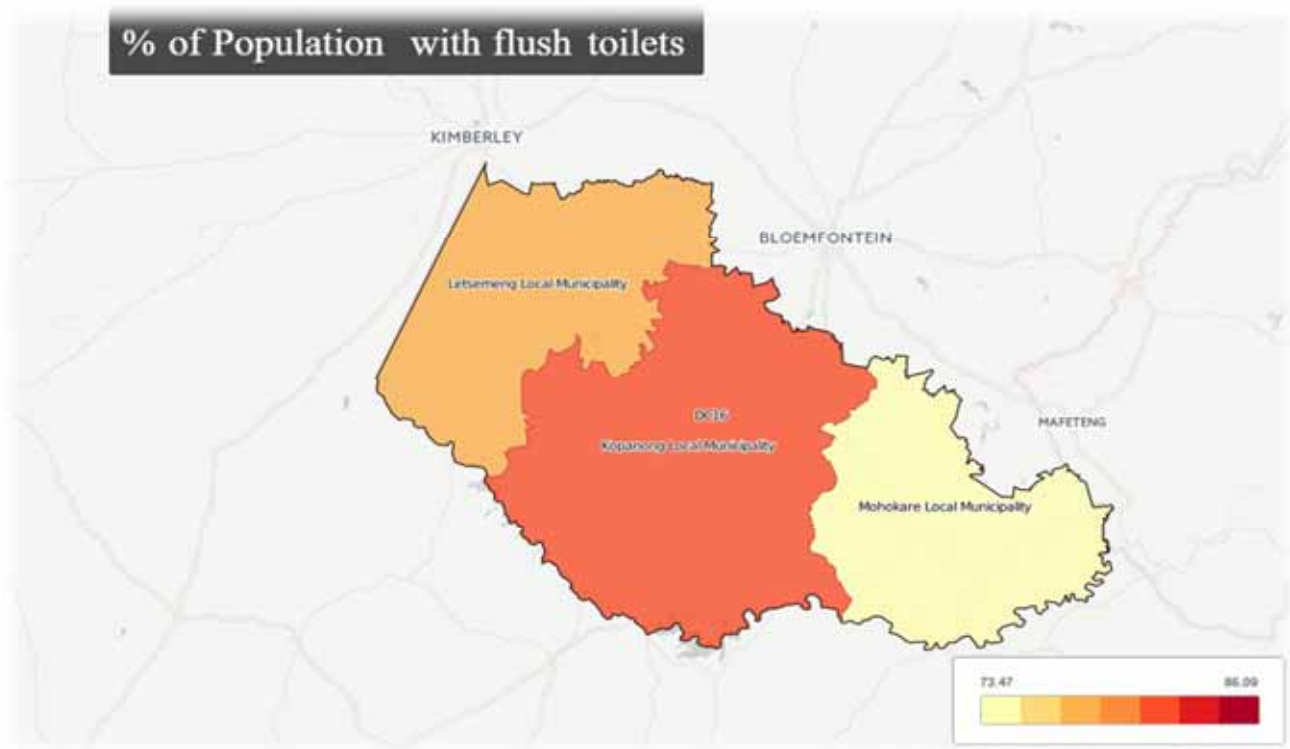 % of Population with flush toilets
KIMBERLEY
BLOEMFONTEIN
Letsemeng Local Municipality
DC16
MAFETENG
Kopanong Local Municipality
Mohokare Local Municipality
73.47 86.09